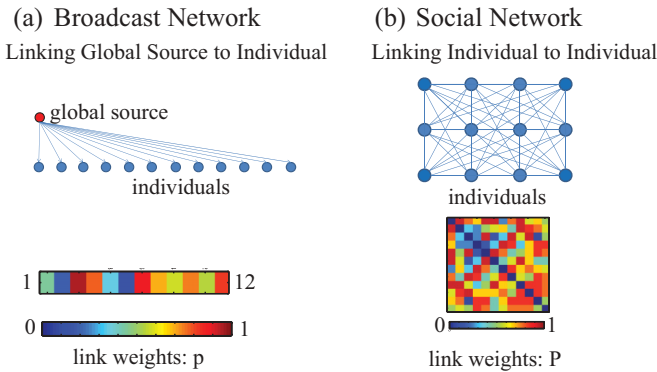 (a) Broadcast Network
Linking Global Source to Individual
global source
individuals
1 12
0 1
link weights: p
(b) Social Network
Linking Individual to Individual
individuals
0 1
link weights: P